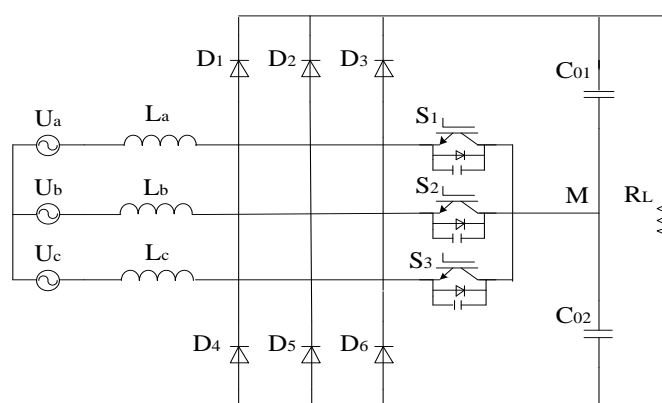 D1 D2 D3
C01
Ua La S1
Ub Lb S2 M RL
Uc Lc S3
C02
D4 D5 D6